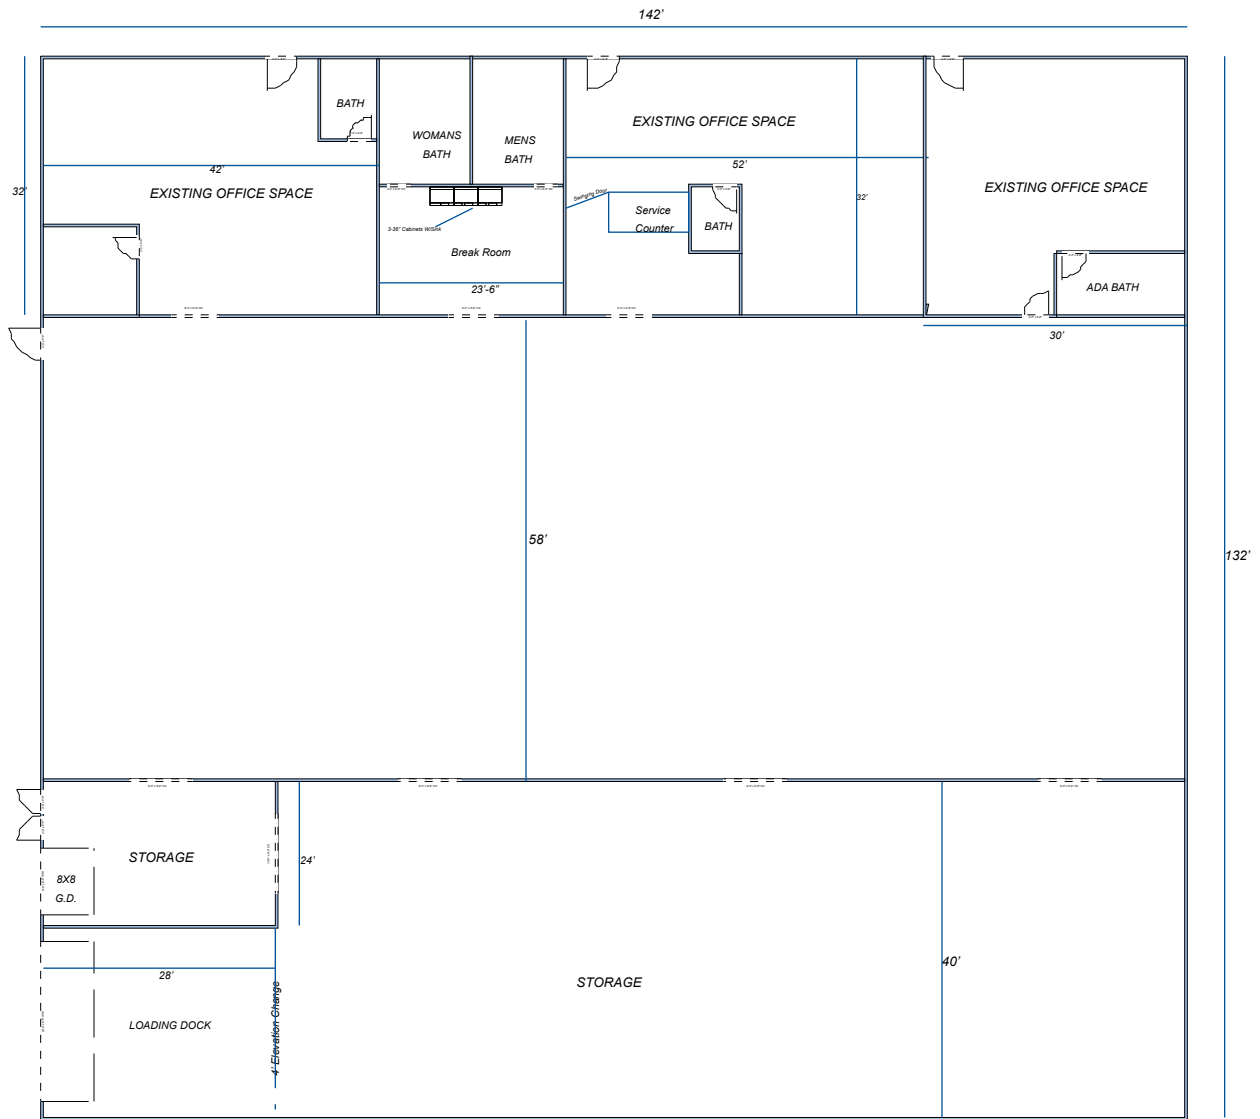 142'
BATH
WOMANS
BATH
MENS
BATH
EXISTING OFFICE SPACE
42'
52'
32'
EXISTING OFFICE SPACE
EXISTING OFFICE SPACE
Swinging Door
32'
Service
Counter
BATH
3-36" Cabinets W/Sink
Break Room
23'-6"
ADA BATH
30'
58'
132'
STORAGE
24'
8X8
G.D.
28'
4' Elevation Change
40'
STORAGE
LOADING DOCK